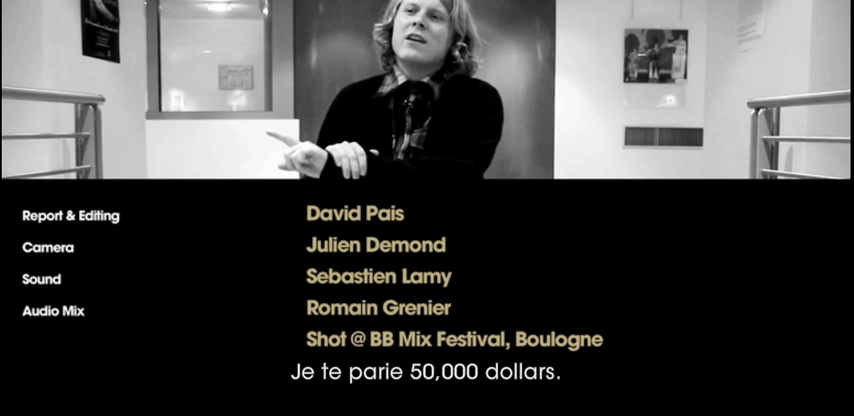 Report & Editing David Pais
Camera Julien Demond
Sound Sebastien Lamy
Audio Mix Romain Grenier
Shot @ BB Mix Festival, Boulogne
Je te parie 50,000 dollars.